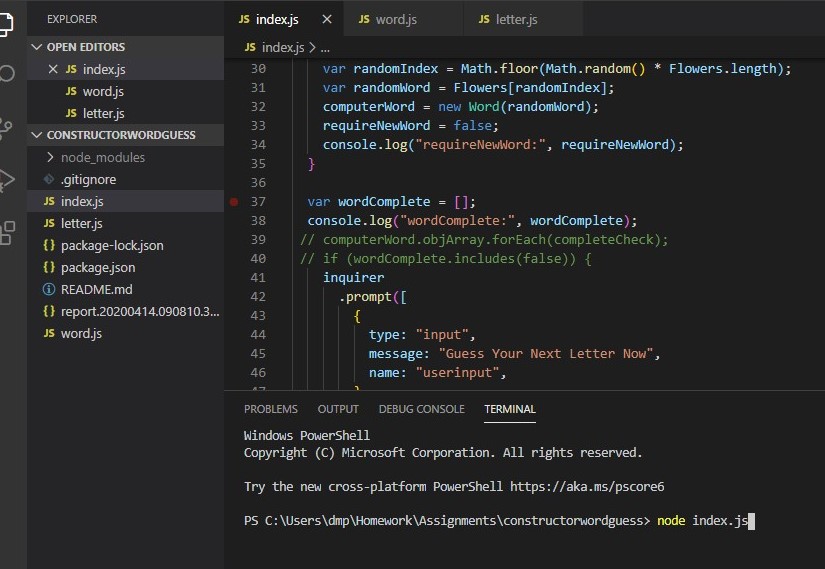 EXPLORER
OPEN EDITORS
JS index.js
JS word.js
JS letter.js
CONSTRUCTORWORDGUESS
node_modules
.gitignore
JS index.js
JS letter.js
{} package-lock.json
{} package.json
README.md
{} report.20200414.090810.3...
JS word.js
JS index.js
JS word.js
JS letter.js
JS index.js > ...
30 var randomIndex = Math.floor(Math.random() * Flowers.length);
31 var randomWord = Flowers[randomIndex];
32 computerWord = new Word(randomWord);
33 requireNewWord = false;
34 console.log("requireNewWord:", requireNewWord);
35 }
36
37 var wordComplete = [];
38 console.log("wordComplete:", wordComplete);
39 // computerWord.objArray.forEach(completeCheck);
40 // if (wordComplete.includes(false)) {
41 inquirer
42 .prompt([
43 {
44 type: "input",
45 message: "Guess Your Next Letter Now",
46 name: "userinput",
PROBLEMS OUTPUT DEBUG CONSOLE TERMINAL
Windows PowerShell
Copyright (C) Microsoft Corporation. All rights reserved.
Try the new cross-platform PowerShell https://aka.ms/pscore6
PS C:\Users\dmp\Homework\Assignments\constructorwordguess> node index.js